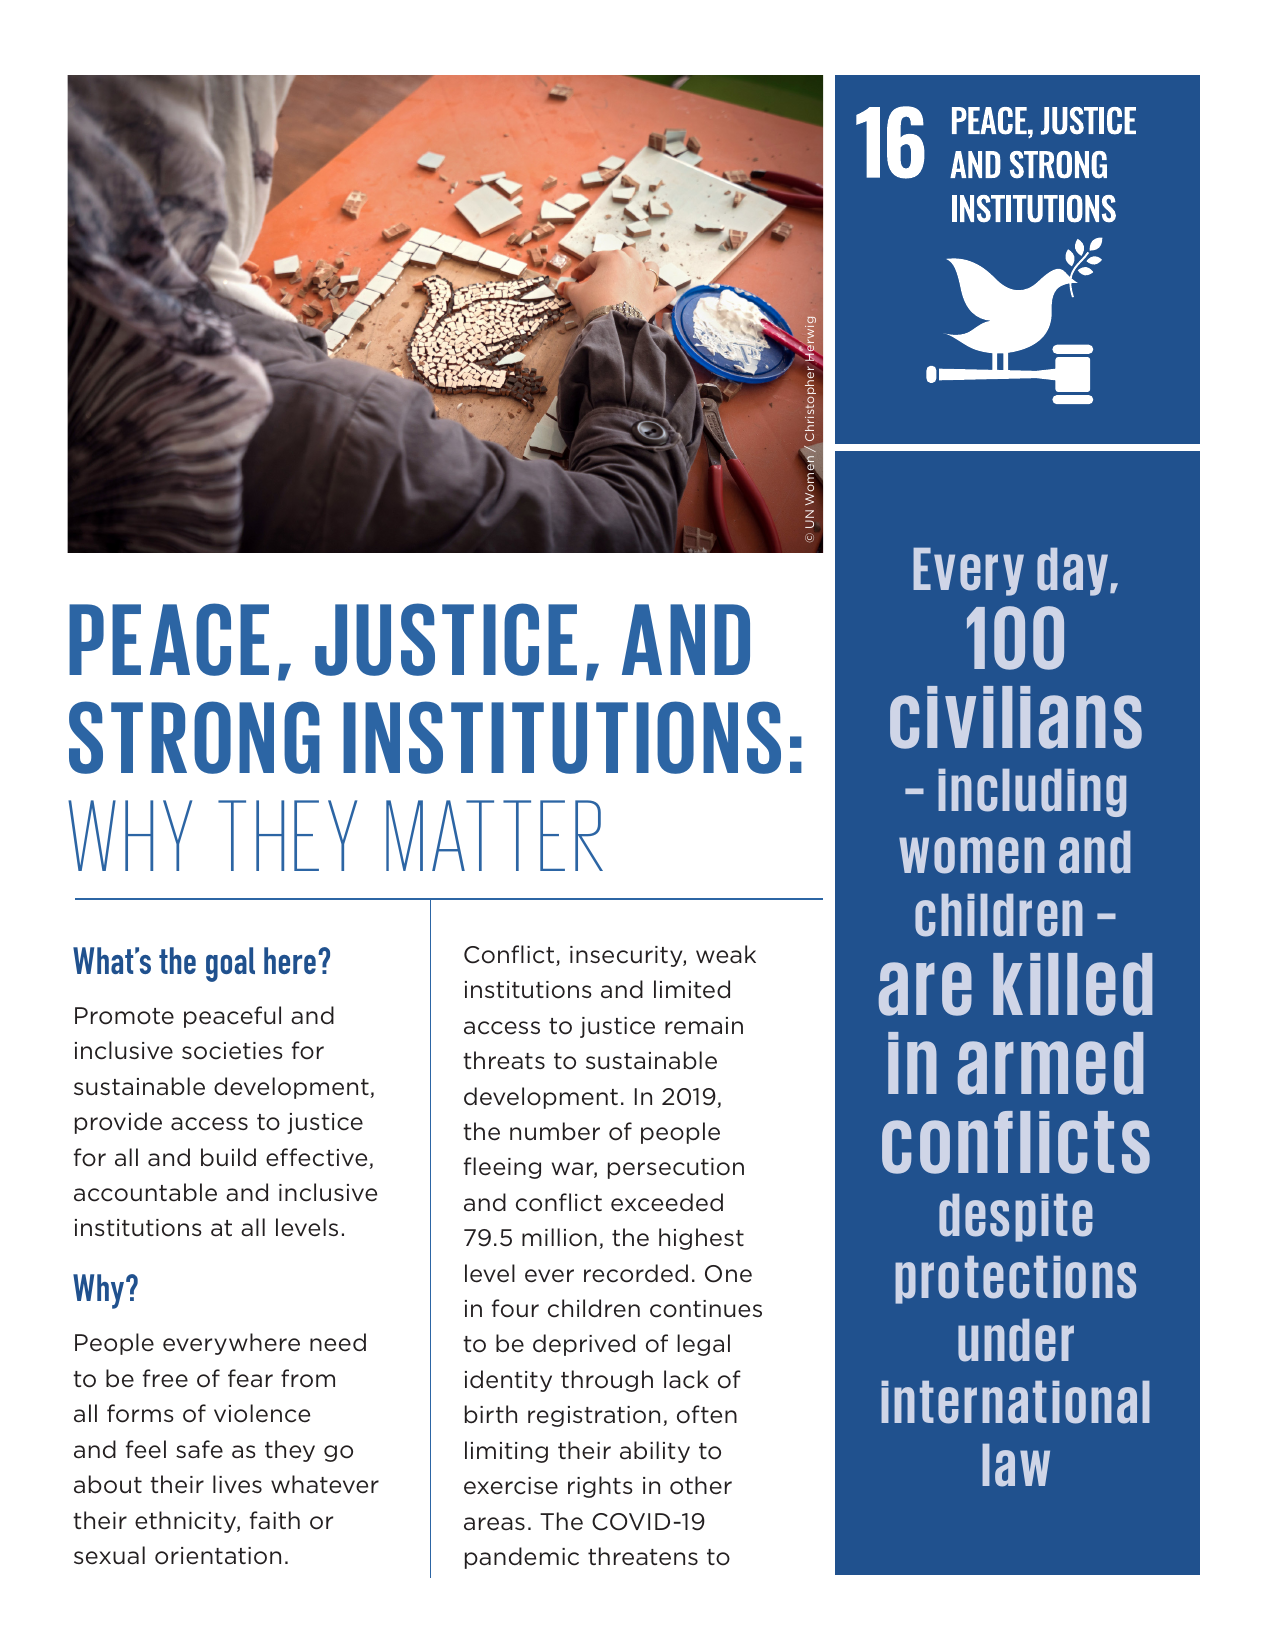 © UN Women / Christopher Herwig
16
PEACE, JUSTICE
AND STRONG
INSTITUTIONS
PEACE, JUSTICE, AND
STRONG INSTITUTIONS:
WHY THEY MATTER
What's the goal here?
Promote peaceful and
inclusive societies for
sustainable development,
provide access to justice
for all and build effective,
accountable and inclusive
institutions at all levels.
Why?
People everywhere need
to be free of fear from
all forms of violence
and feel safe as they go
about their lives whatever
their ethnicity, faith or
sexual orientation.
Conflict, insecurity, weak
institutions and limited
access to justice remain
threats to sustainable
development. In 2019,
the number of people
fleeing war, persecution
and conflict exceeded
79.5 million, the highest
level ever recorded. One
in four children continues
to be deprived of legal
identity through lack of
birth registration, often
limiting their ability to
exercise rights in other
areas. The COVID-19
pandemic threatens to
Every day,
100
civilians
– including
women and
children –
are killed
in armed
conflicts
despite
protections
under
international
law